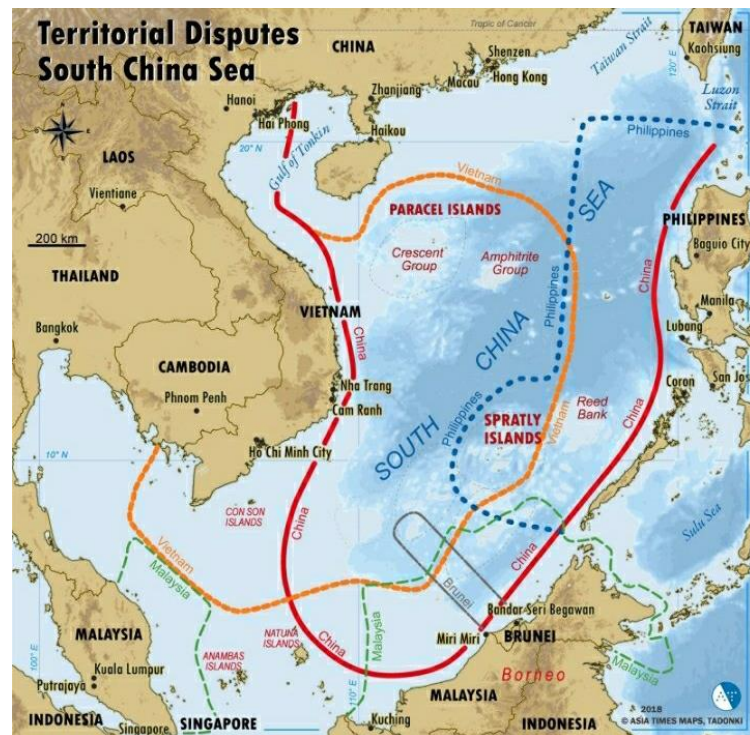 Territorial Disputes
South China Sea
Tropic of Cancer
TAIWAN
CHINA
Kaohsiung
Taiwan Strait
120° E
Shenzen
Hong Kong
Macau
Zhanjiang
Luzon
Strait
Hanoi
Hai Phong
Haikou
Philippines
20° N
Gulf of Tonkin
LAOS
Vietnam
Vientiane
PARACEL ISLANDS
SEA
PHILIPPINES
200 km
Crescent
Group
Amphitrite
Group
Baguio City
China
THAILAND
VIETNAM
Philippines
Manila
Bangkok
China
CHINA
Lubang
CAMBODIA
Nha Trang
Coron
San Jos
Phnom Penh
Cam Ranh
Philippines
SPRATLY
ISLANDS
Reed
Bank
China
Vietnam
SOUTH
Ho Chi Minh City
10° N
CON SON
ISLANDS
China
Sulu Sea
Vietnam
Malaysia
Brunei
China
Bandar Seri Begawan
MALAYSIA
NATUNA
ISLANDS
China
Malaysia
Miri Miri
BRUNEI
100° E
Kuala Lumpur
ANAMBAS
ISLANDS
Malaysia
Putrajaya
110° E
MALAYSIA
Borneo
INDONESIA
Singapore
SINGAPORE
Kuching
INDONESIA
2018
© ASIA TIMES MAPS, TADONKI